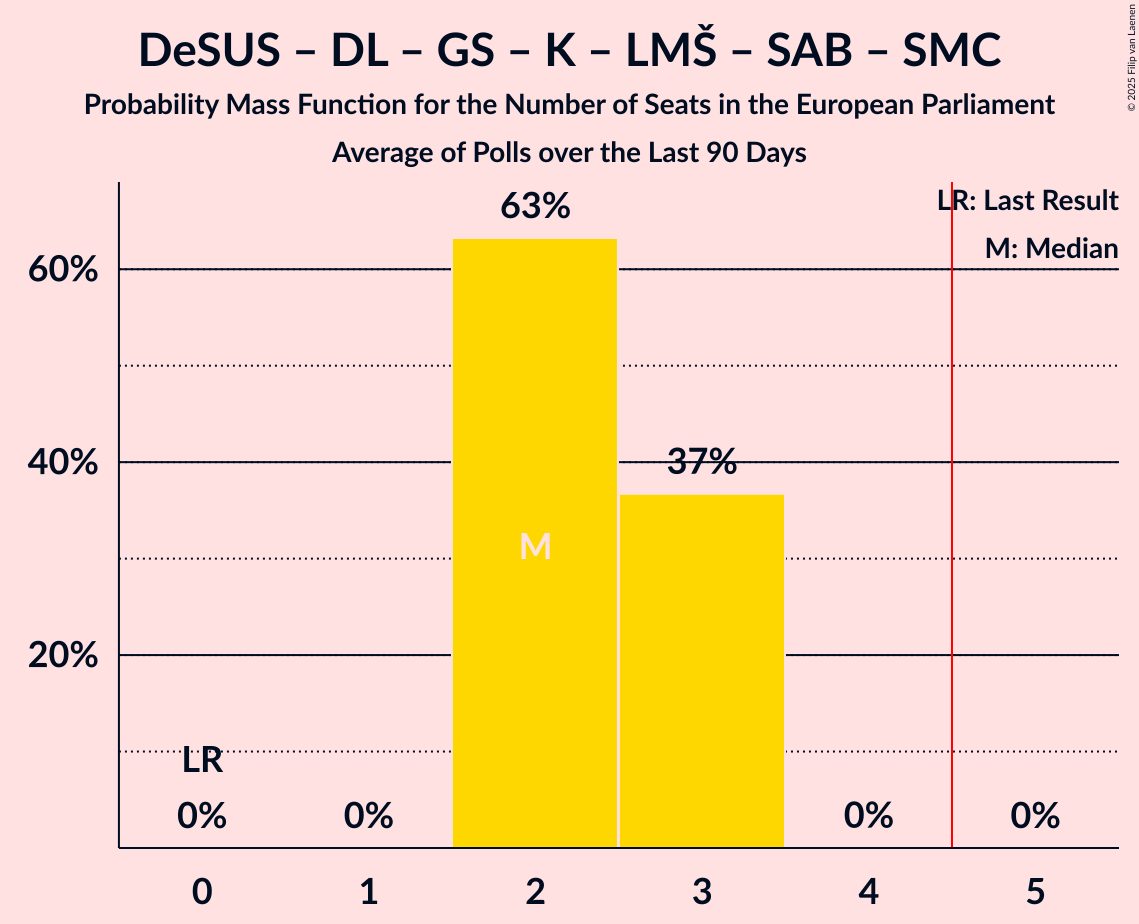 DeSUS – DL – GS – K – LMŠ – SAB – SMC
Probability Mass Function for the Number of Seats in the European Parliament
Average of Polls over the Last 90 Days
© 2025 Filip van Laenen
LR: Last Result
M: Median
63%
60%
40%
37%
M
20%
LR
0%
0%
0%
0%
0
1
2
3
4
5